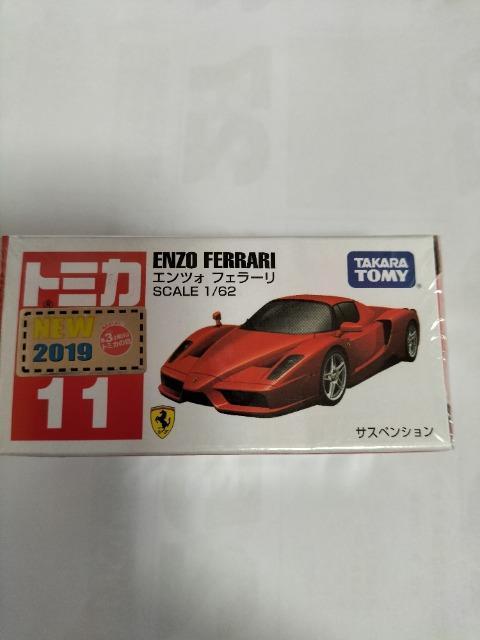 トミカ
NEW
2019
11
ENZO FERRARI
エンツォ フェラーリ
SCALE 1/62
TAKARA
TOMY
サスペンション